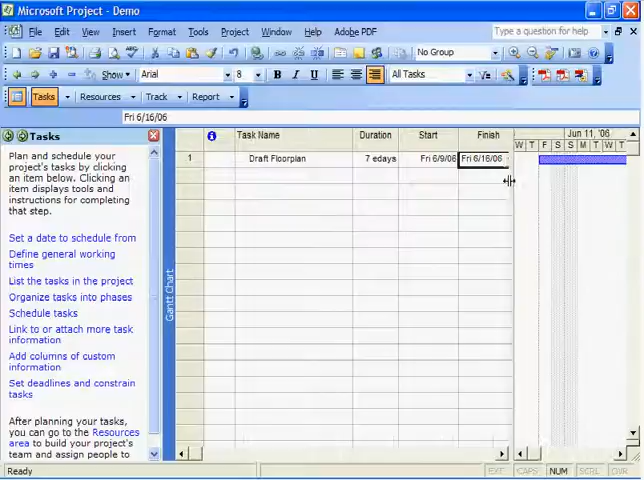 Microsoft Project - Demo
File Edit View Insert Format Tools Project Window Help Adobe PDF Type a question for help
No Group
Show Arial 8 B I U All Tasks
Tasks Resources Track Report
Fri 6/16/06
Tasks
Plan and schedule your
project's tasks by clicking
an item below. Clicking an
item displays tools and
instructions for completing
that step.
Set a date to schedule from
Define general working
times
List the tasks in the project
Organize tasks into phases
Schedule tasks
Link to or attach more task
information
Add columns of custom
information
Set deadlines and constrain
tasks
After planning your tasks,
you can go to the Resources
area to build your project's
team and assign people to
Gantt Chart
Task Name Duration Start Finish
Jun 11, '06
W T F S S M T W T
1 Draft Floorplan 7 edays Fri 6/9/06 Fri 6/16/06
Ready EXT CAPS NUM SCRL OVR